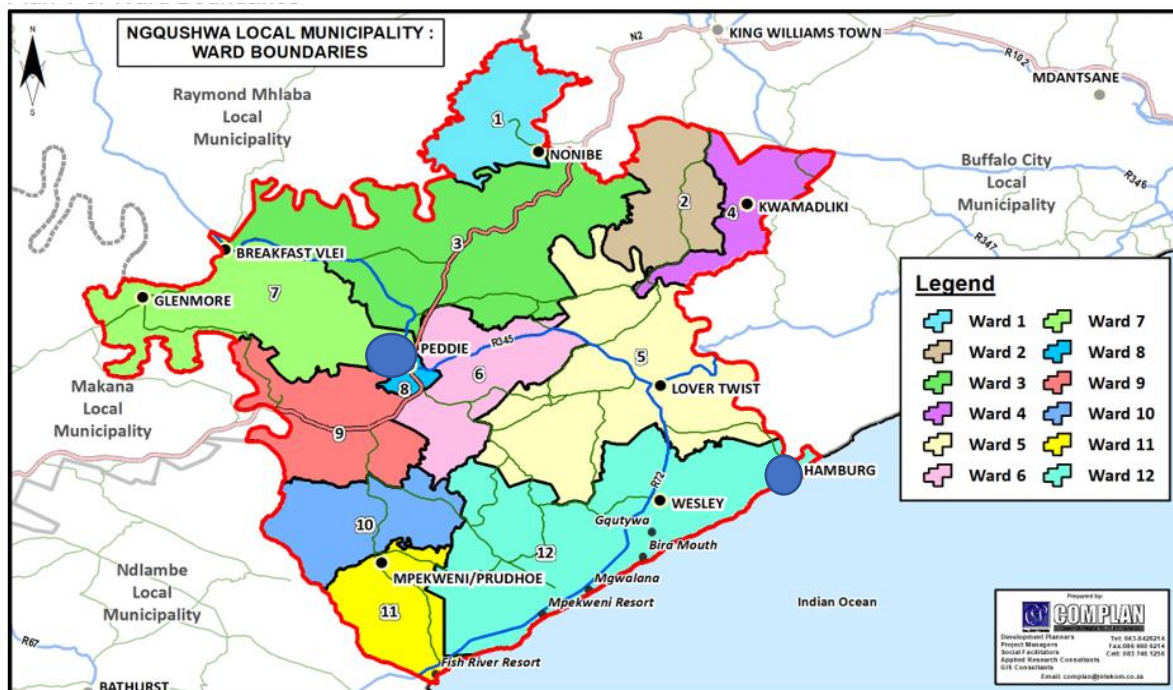 NGQUSHWA LOCAL MUNICIPALITY :
WARD BOUNDARIES
N
S
N2
KING WILLIAMS TOWN
R102
MDANTSANE
Raymond Mhlaba
Local
Municipality
1
NONIBE
Buffalo City
Local
Municipality
R346
2
4
KWAMADLIKI
R347
3
BREAKFAST VLEI
7
GLENMORE
PEDDIE
R345
8
6
5
LOVER TWIST
Makana
Local
Municipality
9
HAMBURG
R72
WESLEY
Gqutywa
10
12
Bira Mouth
MPEKWENI/PRUDHOE
Mgwalana
Ndlambe
Local
Municipality
Mpekweni Resort
Indian Ocean
11
R67
Fish River Resort
BATHURST
Legend
Ward 1 Ward 7
Ward 2 Ward 8
Ward 3 Ward 9
Ward 4 Ward 10
Ward 5 Ward 11
Ward 6 Ward 12
Prepared by:
COMPLAN
Development Planners
Project Managers
Social Facilitators
Applied Research Consultants
GIS Consultants